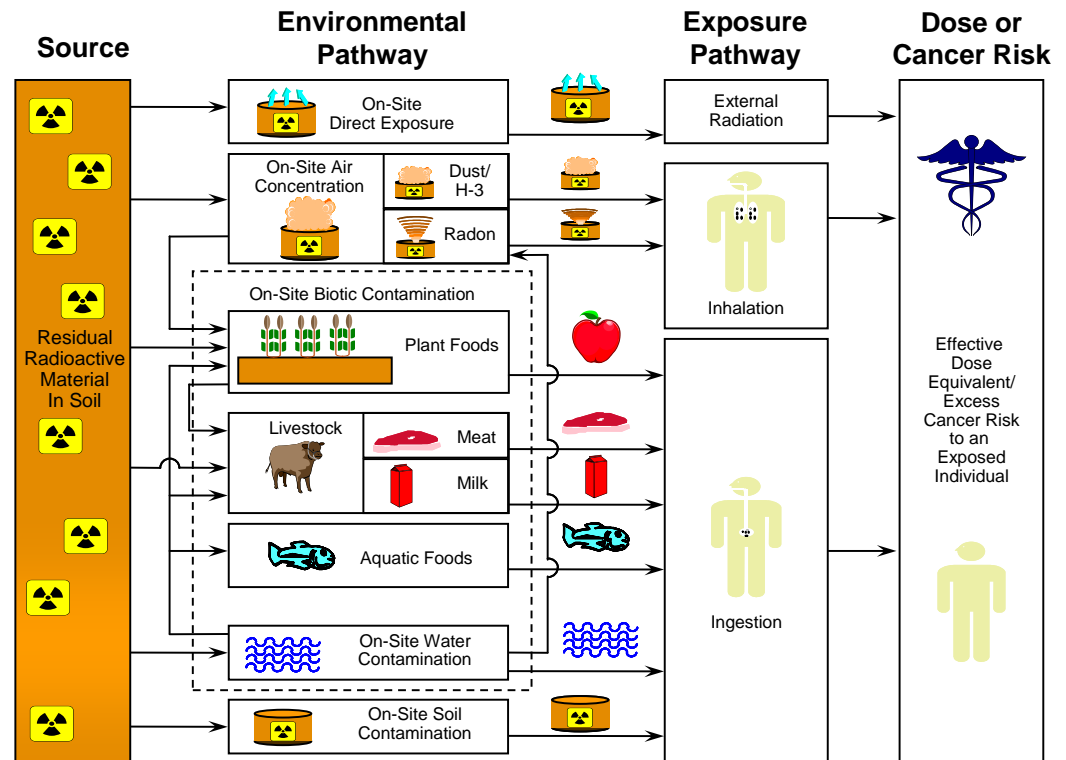 Source
Environmental
Pathway
Exposure
Pathway
Dose or
Cancer Risk
Residual
Radioactive
Material
In Soil
On-Site
Direct Exposure
On-Site Air
Concentration
Dust/
H-3
Radon
On-Site Biotic Contamination
Plant Foods
Livestock
Meat
Milk
Aquatic Foods
On-Site Water
Contamination
On-Site Soil
Contamination
External
Radiation
Inhalation
Ingestion
Effective
Dose
Equivalent/
Excess
Cancer Risk
to an
Exposed
Individual